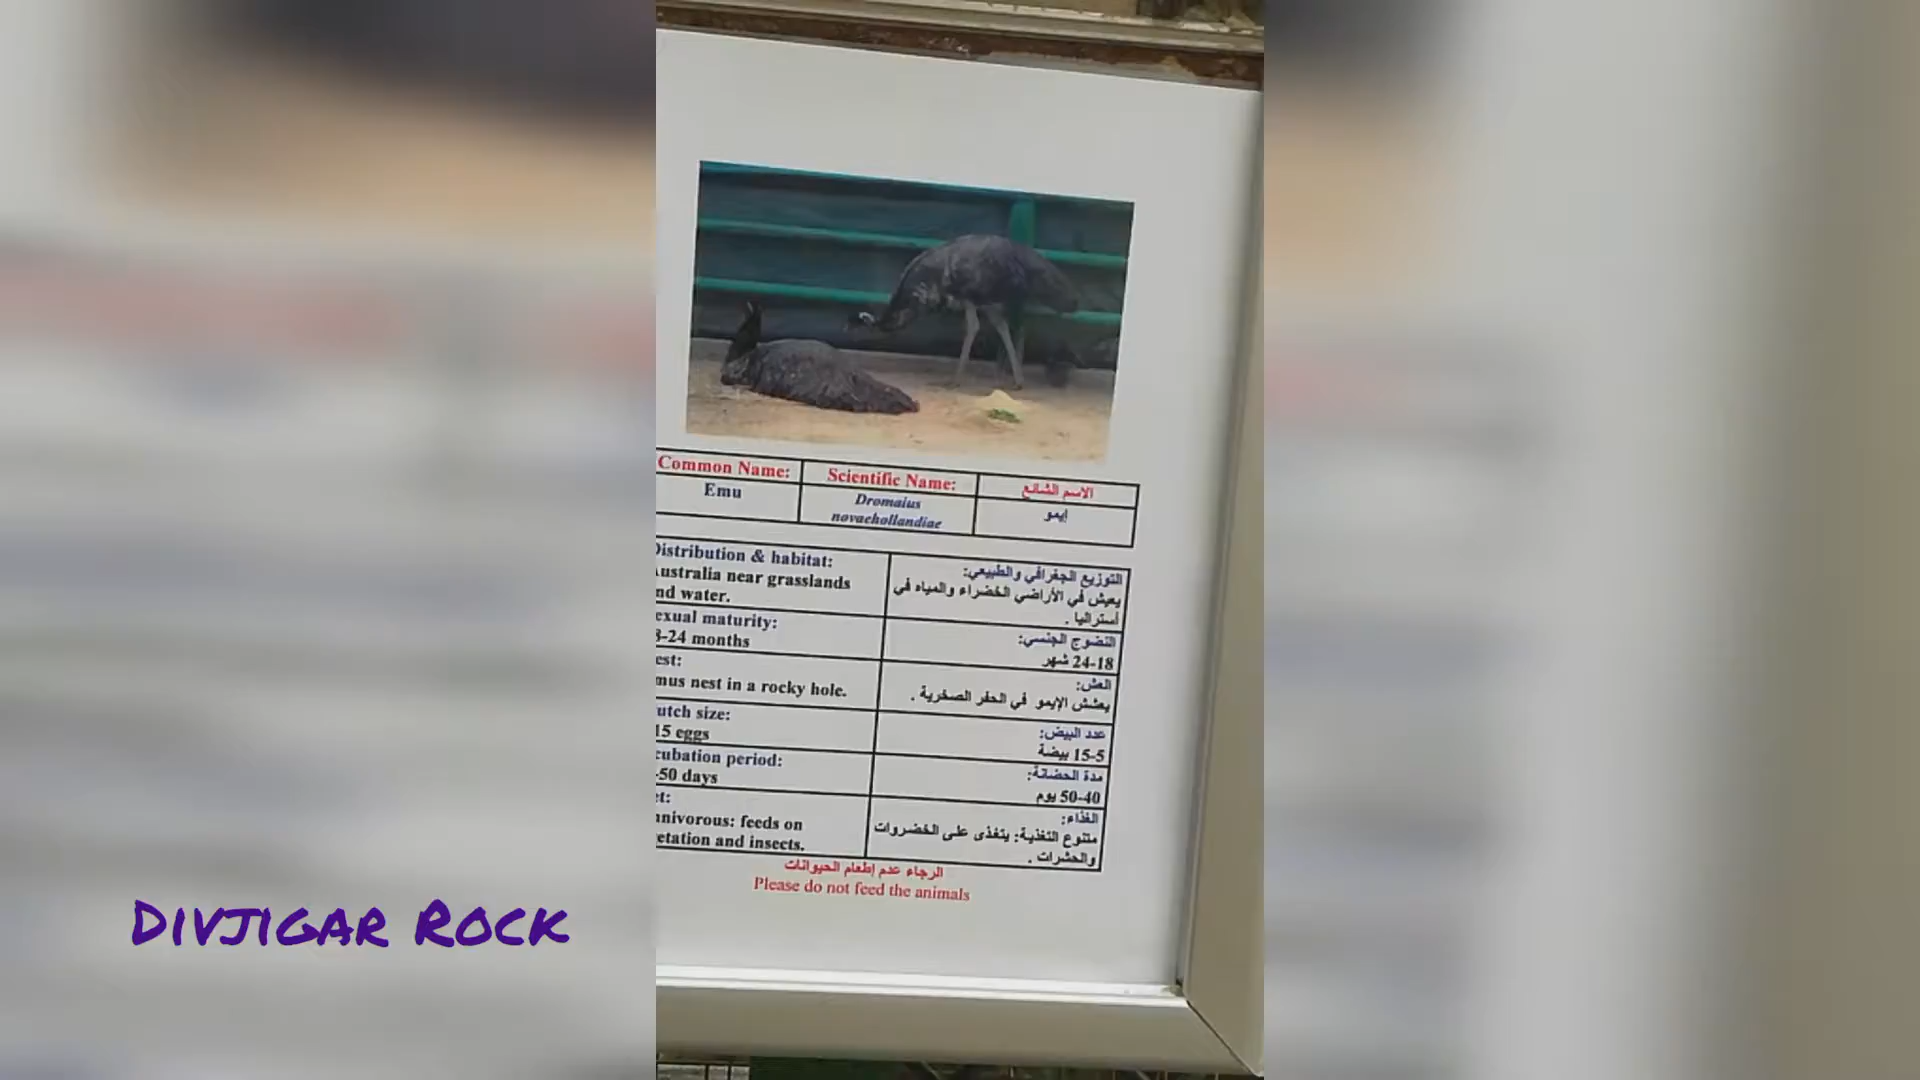 Common Name:
Scientific Name:
الاسم الشائع
Emu
Dromaius
novaehollandiae
إيمو
Distribution & habitat:
Australia near grasslands
nd water.
التوزيع الجغرافي والطبيعي:
يعيش في الأراضي الخضراء والمياه في
أستراليا .
exual maturity:
8-24 months
النضوج الجنسي:
24-18 شهر
est:
mus nest in a rocky hole.
العش:
يعشش الإيمو في الحفر الصخرية .
utch size:
15 eggs
عدد البيض:
15-5 بيضة
cubation period:
-50 days
مدة الحضانة:
50-40 يوم
et:
nivorous: feeds on
etation and insects.
الغذاء:
متنوع التغذية: يتغذى على الخضروات
والحشرات .
الرجاء عدم إطعام الحيوانات
Please do not feed the animals
Divjigar Rock